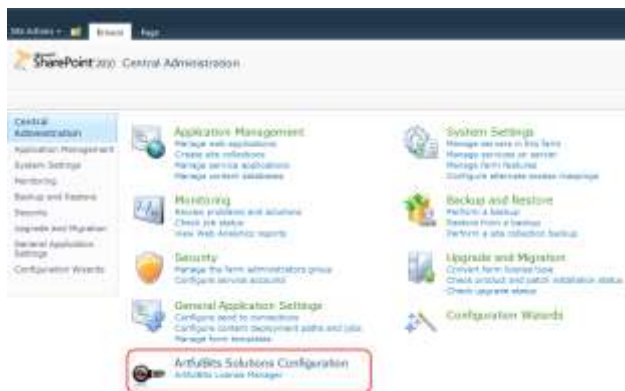 Site Actions
Browse
Page
SharePoint 2010 Central Administration
Central Administration
Application Management
System Settings
Monitoring
Backup and Restore
Security
Upgrade and Migration
General Application Settings
Configuration Wizards
Application Management
Manage web applications
Create site collections
Manage service applications
Manage content databases
Monitoring
Review problems and solutions
Check job status
View Web Analytics reports
Security
Manage the farm administrators group
Configure service accounts
General Application Settings
Configure send to connections
Configure content deployment paths and jobs
Manage form templates
ArtfulBits Solutions Configuration
ArtfulBits License Manager
System Settings
Manage servers in this farm
Manage services on server
Manage farm features
Configure alternate access mappings
Backup and Restore
Perform a backup
Restore from a backup
Perform a site collection backup
Upgrade and Migration
Convert farm license type
Check product and patch installation status
Check upgrade status
Configuration Wizards